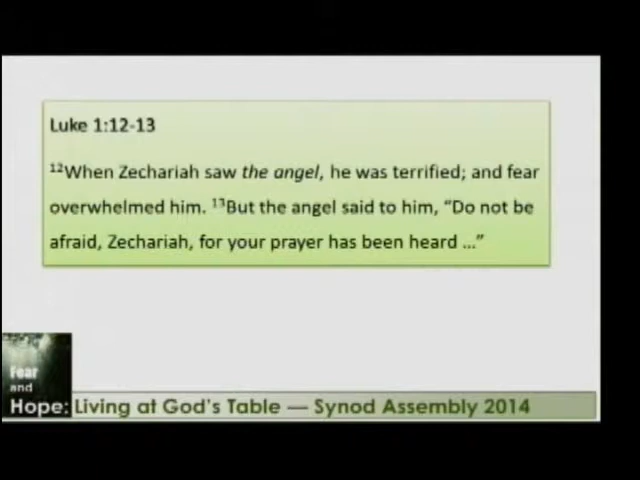 Luke 1:12-13
¹²When Zechariah saw the angel, he was terrified; and fear
overwhelmed him. ¹³But the angel said to him, “Do not be
afraid, Zechariah, for your prayer has been heard ...”
Fear
and
Hope: Living at God's Table — Synod Assembly 2014